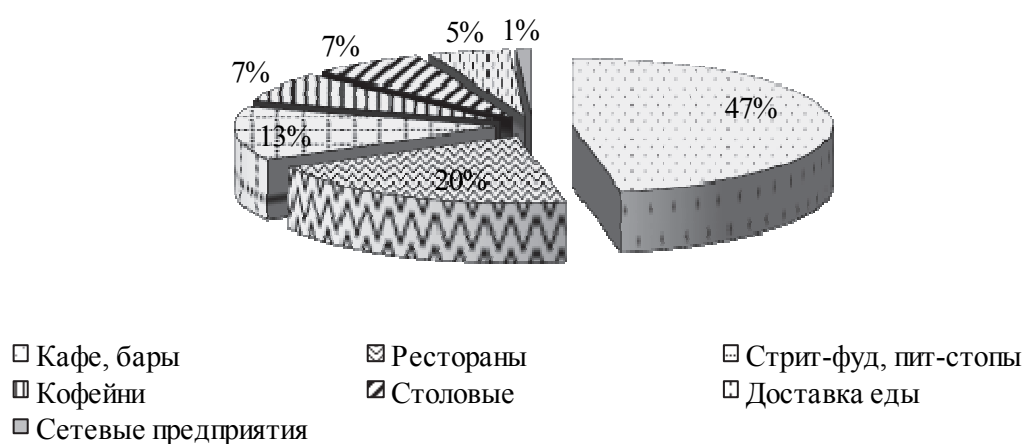 5% 1%
7%
7%
47%
13%
20%
Кафе, бары Рестораны Стрит-фуд, пит-стопы
Кофейни Столовые Доставка еды
Сетевые предприятия